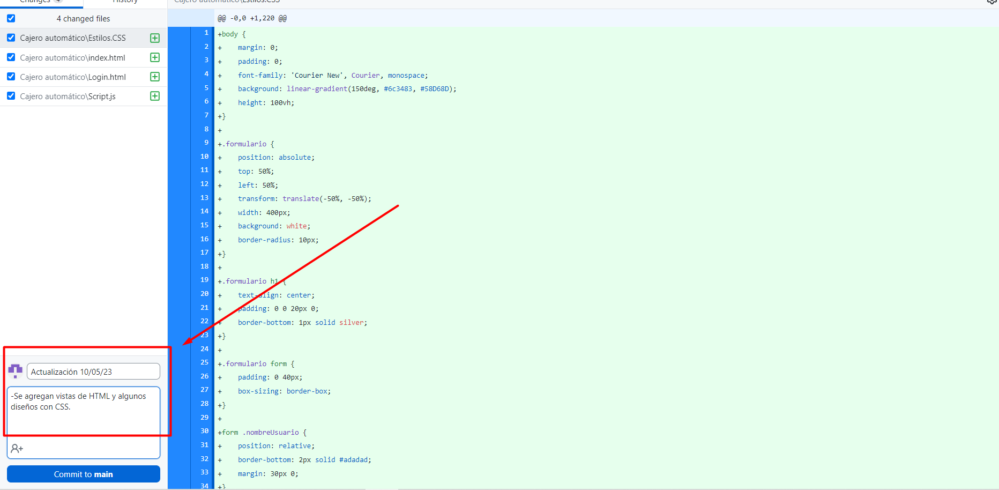 Changes 4 History
Cajero automático\Estilos.CSS
4 changed files
Cajero automático\Estilos.CSS
Cajero automático\index.html
Cajero automático\Login.html
Cajero automático\Script.js
Actualización 10/05/23
-Se agregan vistas de HTML y algunos
diseños con CSS.
Commit to main
@@ -0,0 +1,220 @@
1 +body {
2 + margin: 0;
3 + padding: 0;
4 + font-family: 'Courier New', Courier, monospace;
5 + background: linear-gradient(150deg, #6c3483, #58D68D);
6 + height: 100vh;
7 +}
8 +
9 +.formulario {
10 + position: absolute;
11 + top: 50%;
12 + left: 50%;
13 + transform: translate(-50%, -50%);
14 + width: 400px;
15 + background: white;
16 + border-radius: 10px;
17 +}
18 +
19 +.formulario h1 {
20 + text-align: center;
21 + padding: 0 0 20px 0;
22 + border-bottom: 1px solid silver;
23 +}
24 +
25 +.formulario form {
26 + padding: 0 40px;
27 + box-sizing: border-box;
28 +}
29 +
30 +form .nombreUsuario {
31 + position: relative;
32 + border-bottom: 2px solid #adadad;
33 + margin: 30px 0;
34 +}